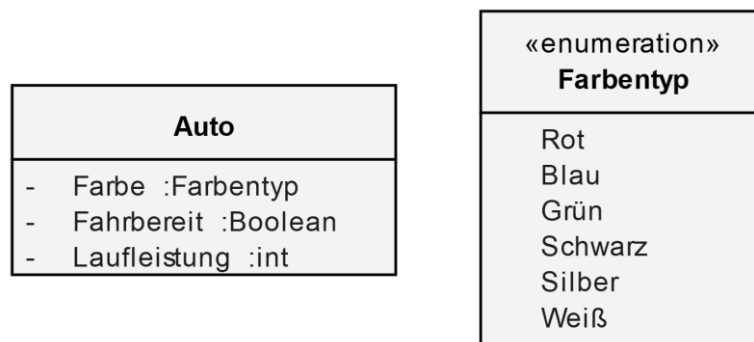 Auto
- Farbe :Farbentyp
- Fahrbereit :Boolean
- Laufleistung :int
«enumeration»
Farbentyp
Rot
Blau
Grün
Schwarz
Silber
Weiß